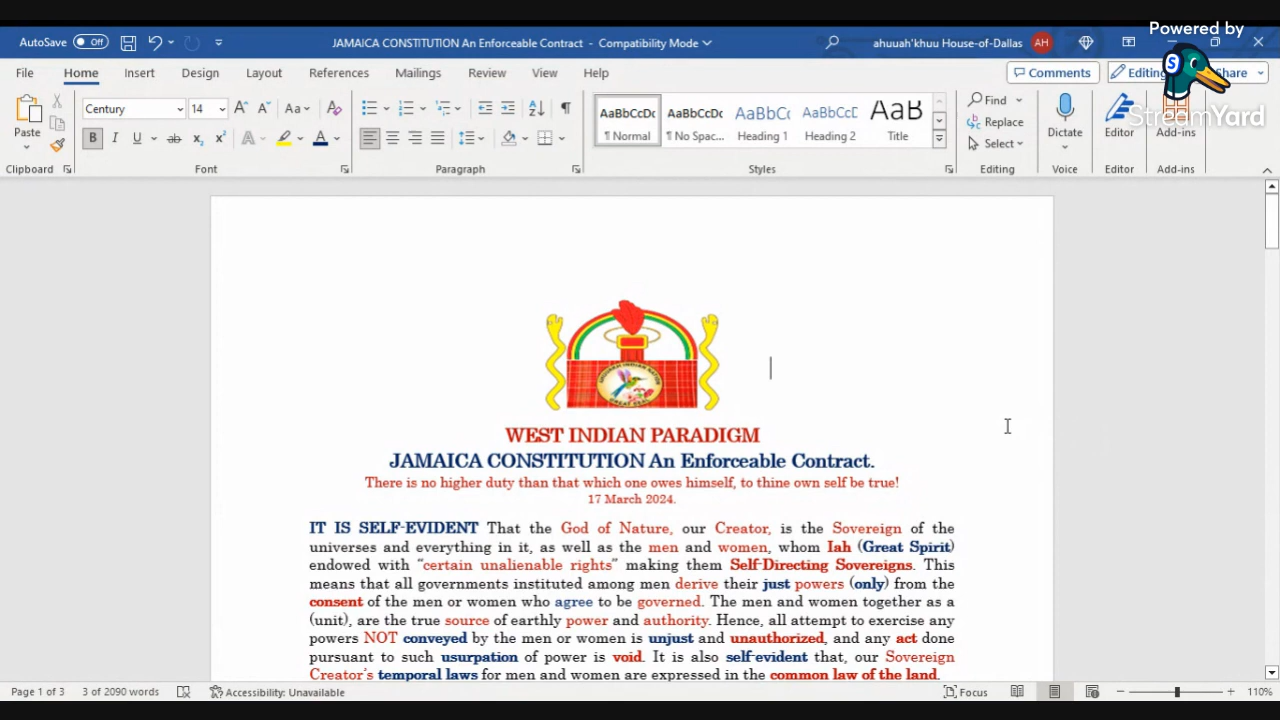 Powered by
StreamYard
AutoSave Off JAMAICA CONSTITUTION An Enforceable Contract - Compatibility Mode ahuuah'khuu House-of-Dallas AH
File Home Insert Design Layout References Mailings Review View Help Comments Editing Share
Paste Century 14 Aa AaBbCcDc AaBbCcDc AaBbCc AaBbCcD AaB Find Replace Select Dictate Editor Add-ins
B I U ab x₂ x² A A ¶ Normal ¶ No Spac... Heading 1 Heading 2 Title
Clipboard Font Paragraph Styles Editing Voice Editor Add-ins
WEST INDIAN PARADIGM
JAMAICA CONSTITUTION An Enforceable Contract.
There is no higher duty than that which one owes himself, to thine own self be true!
17 March 2024.
IT IS SELF-EVIDENT That the God of Nature, our Creator, is the Sovereign of the
universes and everything in it, as well as the men and women, whom Iah (Great Spirit)
endowed with “certain unalienable rights” making them Self-Directing Sovereigns. This
means that all governments instituted among men derive their just powers (only) from the
consent of the men or women who agree to be governed. The men and women together as a
(unit), are the true source of earthly power and authority. Hence, all attempt to exercise any
powers NOT conveyed by the men or women is unjust and unauthorized, and any act done
pursuant to such usurpation of power is void. It is also self-evident that, our Sovereign
Creator’s temporal laws for men and women are expressed in the common law of the land.
Page 1 of 3 3 of 2090 words Accessibility: Unavailable Focus 110%